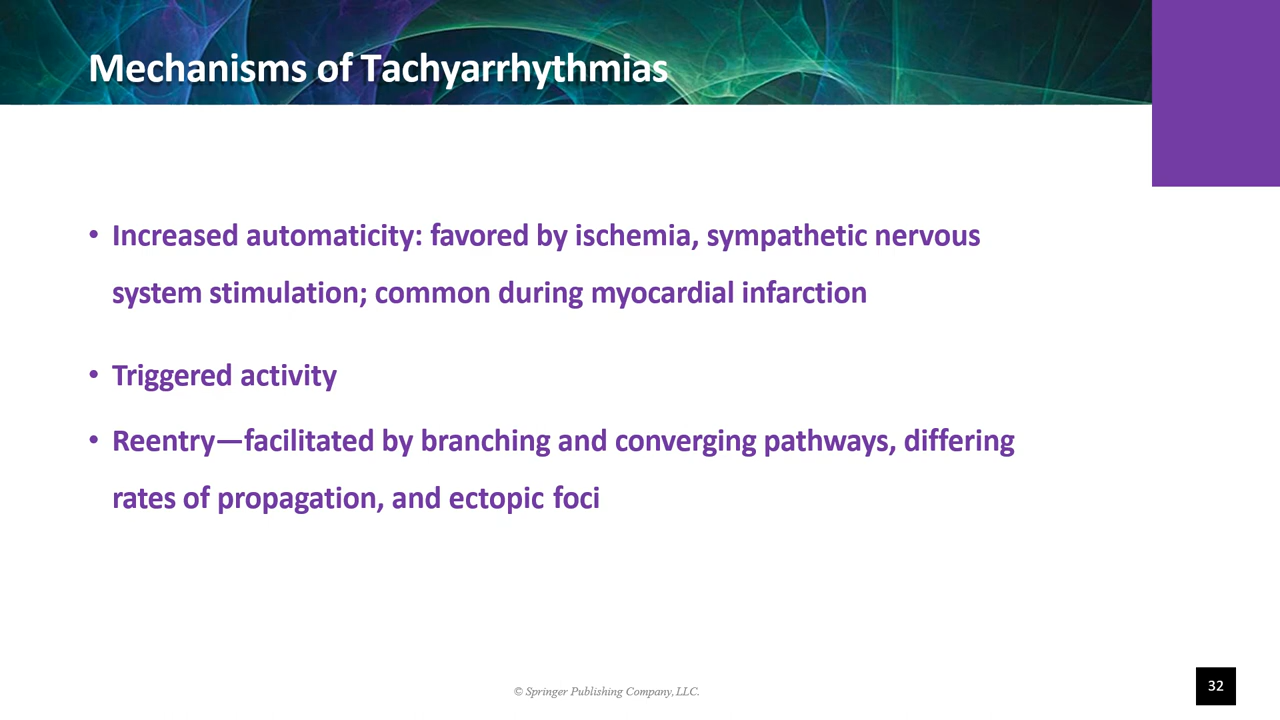 Mechanisms of Tachyarrhythmias
• Increased automaticity: favored by ischemia, sympathetic nervous
system stimulation; common during myocardial infarction
• Triggered activity
• Reentry—facilitated by branching and converging pathways, differing
rates of propagation, and ectopic foci
© Springer Publishing Company, LLC.
32